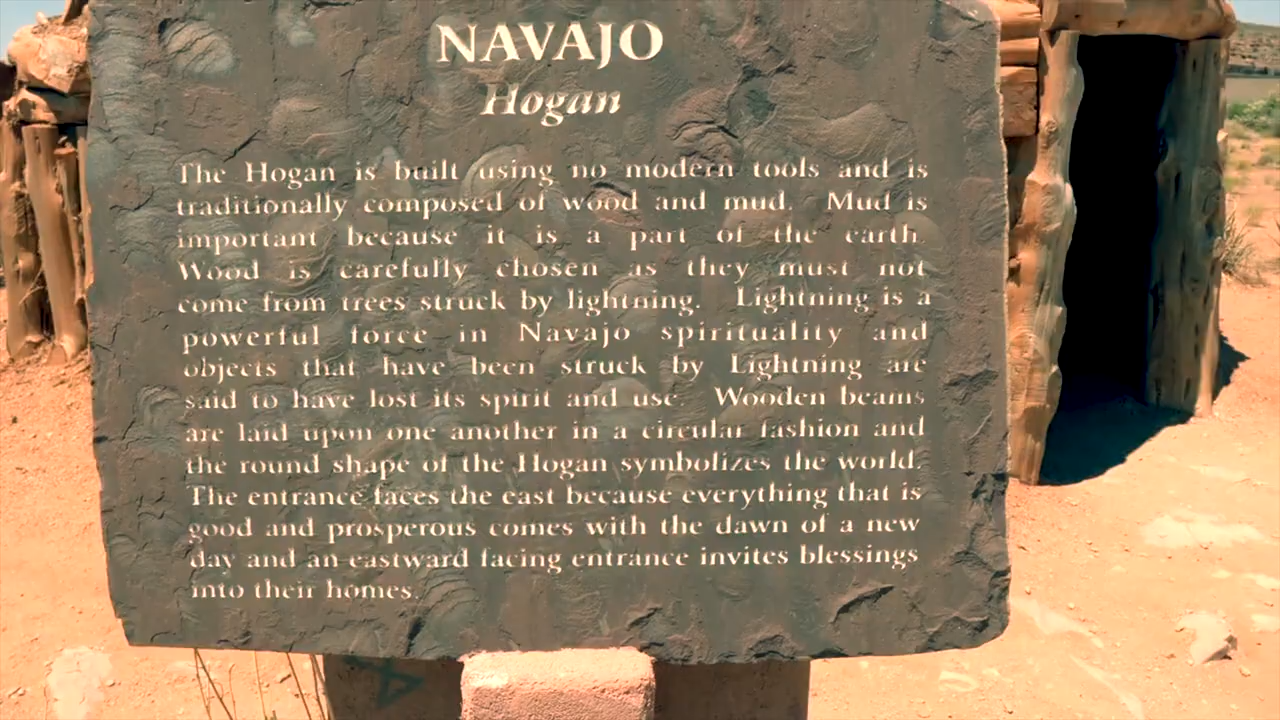 NAVAJO
Hogan
The Hogan is built using no modern tools and is
traditionally composed of wood and mud. Mud is
important because it is a part of the earth.
Wood is carefully chosen as they must not
come from trees struck by lightning. Lightning is a
powerful force in Navajo spirituality and
objects that have been struck by Lightning are
said to have lost its spirit and use. Wooden beams
are laid upon one another in a circular fashion and
the round shape of the Hogan symbolizes the world.
The entrance faces the east because everything that is
good and prosperous comes with the dawn of a new
day and an eastward facing entrance invites blessings
into their homes.